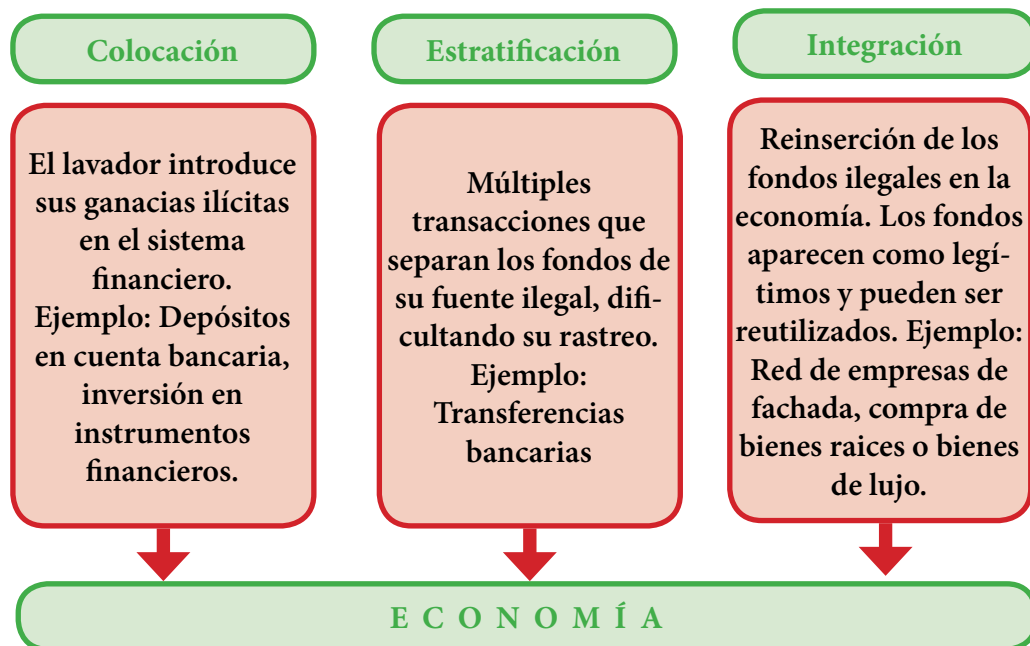 Colocación
Estratificación
Integración
El lavador introduce
sus ganacias ilícitas
en el sistema
financiero.
Ejemplo: Depósitos
en cuenta bancaria,
inversión en
instrumentos
financieros.
Múltiples
transacciones que
separan los fondos de
su fuente ilegal, difi-
cultando su rastreo.
Ejemplo:
Transferencias
bancarias
Reinserción de los
fondos ilegales en la
economía. Los fondos
aparecen como legí-
timos y pueden ser
reutilizados. Ejemplo:
Red de empresas de
fachada, compra de
bienes raices o bienes
de lujo.
ECONOMÍA